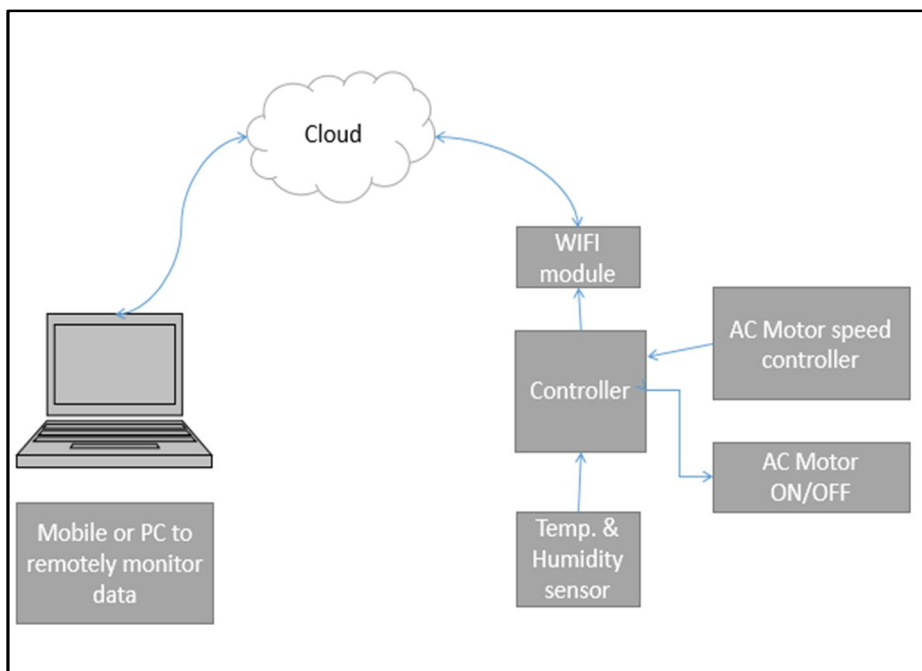 Cloud
WIFI
module
AC Motor speed
controller
Controller
AC Motor
ON/OFF
Mobile or PC to
remotely monitor
data
Temp. &
Humidity
sensor